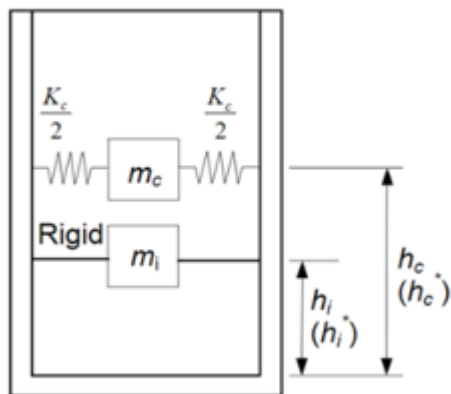 K_c/2 K_c/2
m_c
Rigid m_i
h_c
(h_c*)
h_i
(h_i*)